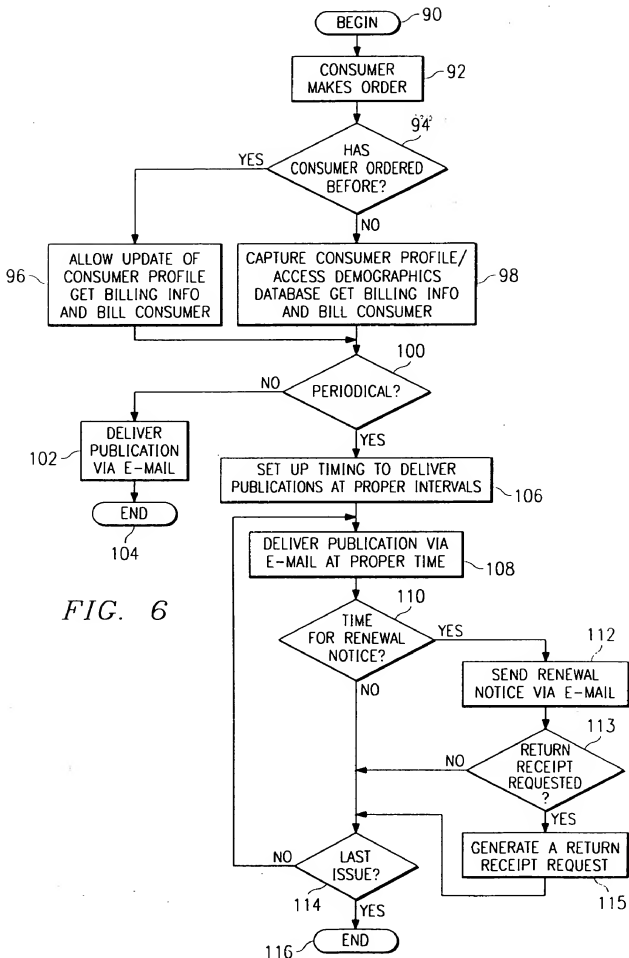 BEGIN
90
CONSUMER
MAKES ORDER
92
94
HAS
CONSUMER ORDERED
BEFORE?
YES
NO
96
ALLOW UPDATE OF
CONSUMER PROFILE
GET BILLING INFO
AND BILL CONSUMER
CAPTURE CONSUMER PROFILE/
ACCESS DEMOGRAPHICS
DATABASE GET BILLING INFO
AND BILL CONSUMER
98
100
PERIODICAL?
NO
YES
102
DELIVER
PUBLICATION
VIA E-MAIL
END
104
SET UP TIMING TO DELIVER
PUBLICATIONS AT PROPER INTERVALS
106
DELIVER PUBLICATION VIA
E-MAIL AT PROPER TIME
108
FIG. 6
110
TIME
FOR RENEWAL
NOTICE?
YES
NO
112
SEND RENEWAL
NOTICE VIA E-MAIL
113
RETURN
RECEIPT
REQUESTED
?
NO
YES
GENERATE A RETURN
RECEIPT REQUEST
115
LAST
ISSUE?
NO
114
YES
END
116